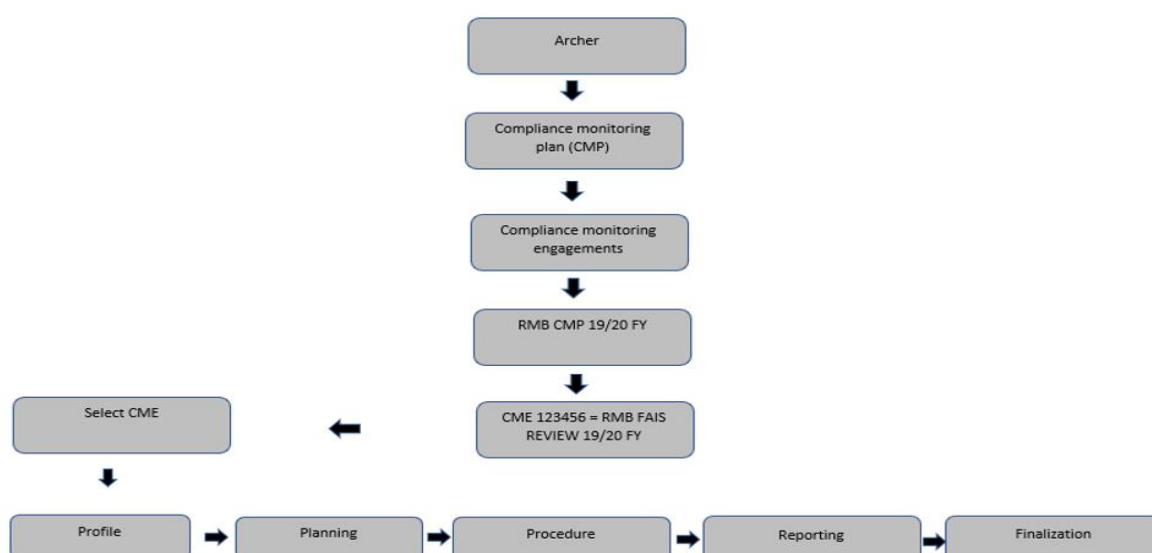 Archer
Compliance monitoring
plan (CMP)
Compliance monitoring
engagements
RMB CMP 19/20 FY
CME 123456 = RMB FAIS
REVIEW 19/20 FY
Select CME
Profile
Planning
Procedure
Reporting
Finalization